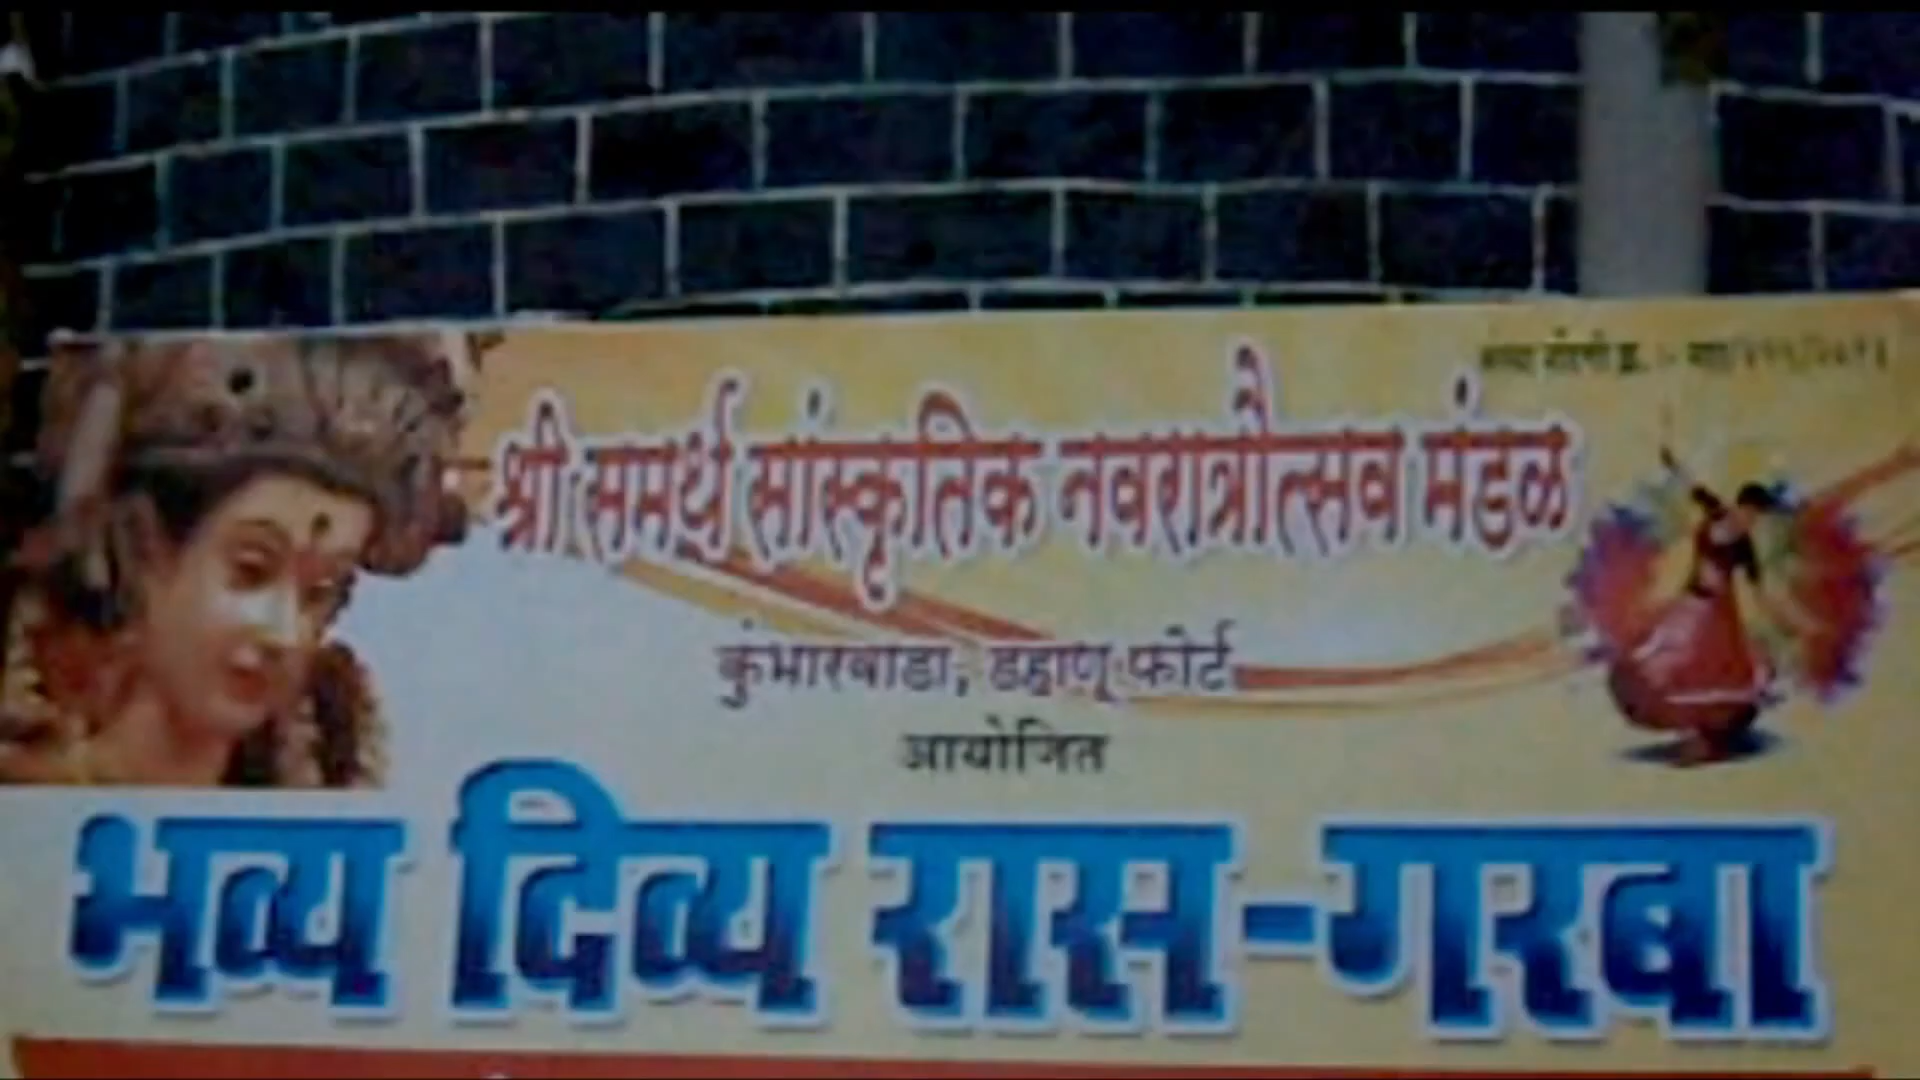 श्री समर्थ सांस्कृतिक नवरात्रौत्सव मंडळ
कुंभारवाडा, डहाणू फोर्ट
आयोजित
भव्य दिव्य रास-गरबा